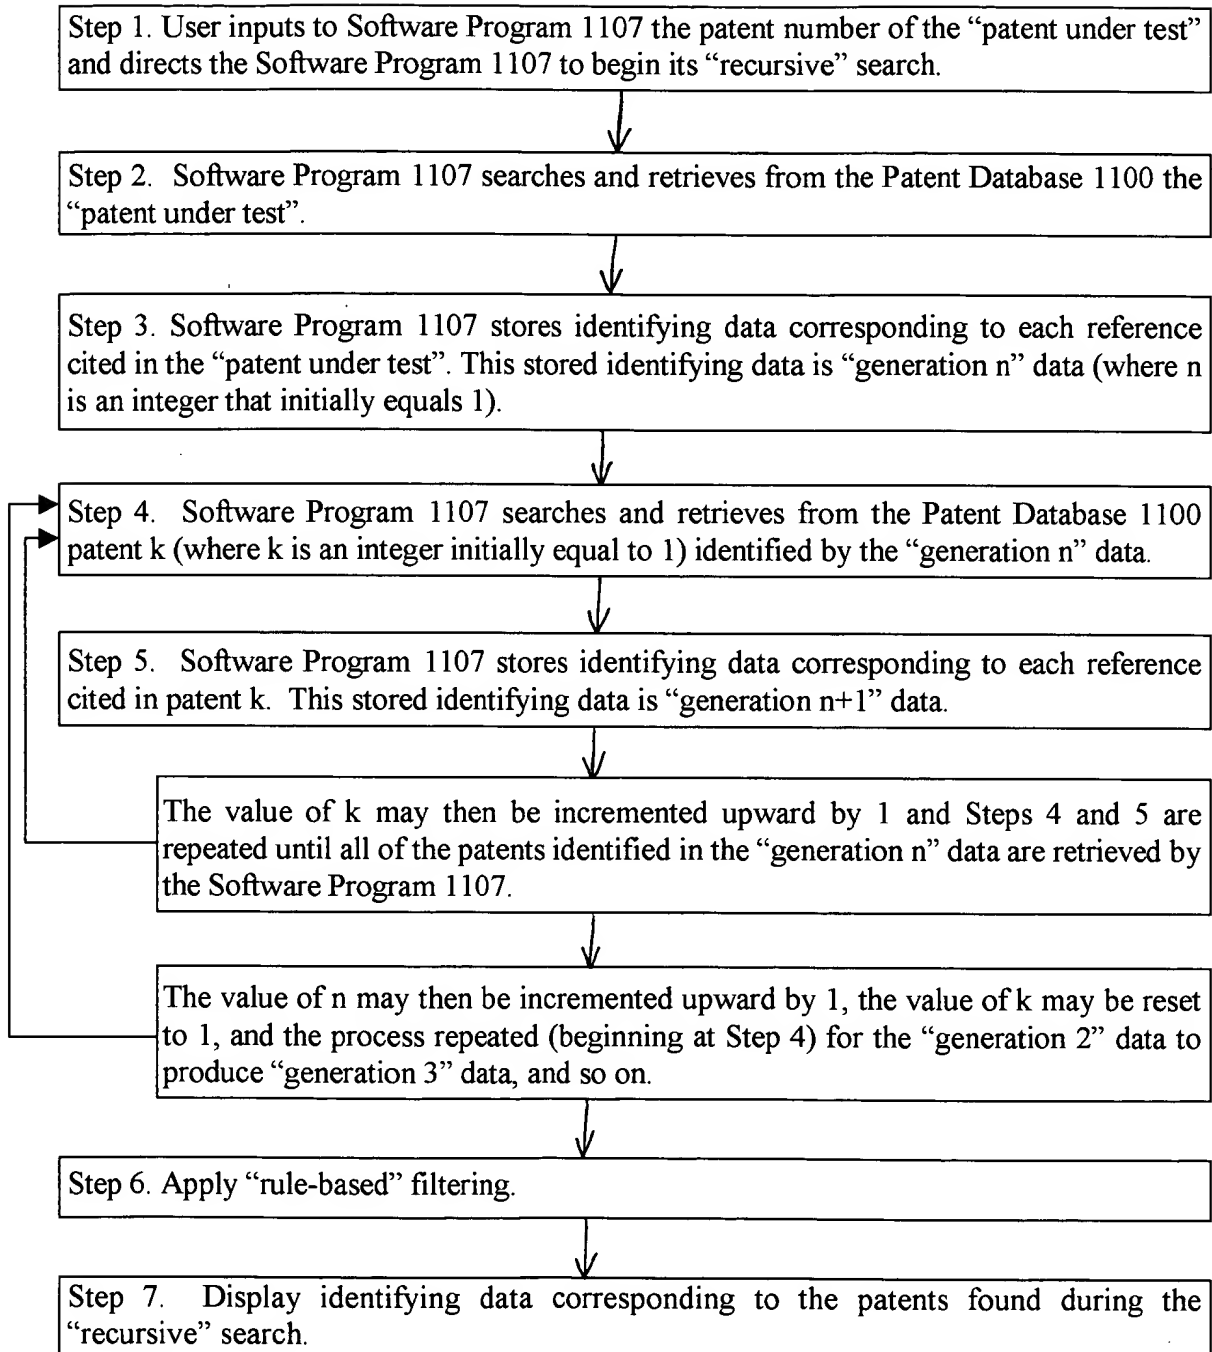 Step 1. User inputs to Software Program 1107 the patent number of the “patent under test”
and directs the Software Program 1107 to begin its “recursive” search.
Step 2. Software Program 1107 searches and retrieves from the Patent Database 1100 the
“patent under test”.
Step 3. Software Program 1107 stores identifying data corresponding to each reference
cited in the “patent under test”. This stored identifying data is “generation n” data (where n
is an integer that initially equals 1).
Step 4. Software Program 1107 searches and retrieves from the Patent Database 1100
patent k (where k is an integer initially equal to 1) identified by the “generation n” data.
Step 5. Software Program 1107 stores identifying data corresponding to each reference
cited in patent k. This stored identifying data is “generation n+1” data.
The value of k may then be incremented upward by 1 and Steps 4 and 5 are
repeated until all of the patents identified in the “generation n” data are retrieved by
the Software Program 1107.
The value of n may then be incremented upward by 1, the value of k may be reset
to 1, and the process repeated (beginning at Step 4) for the “generation 2” data to
produce “generation 3” data, and so on.
Step 6. Apply “rule-based” filtering.
Step 7. Display identifying data corresponding to the patents found during the
“recursive” search.